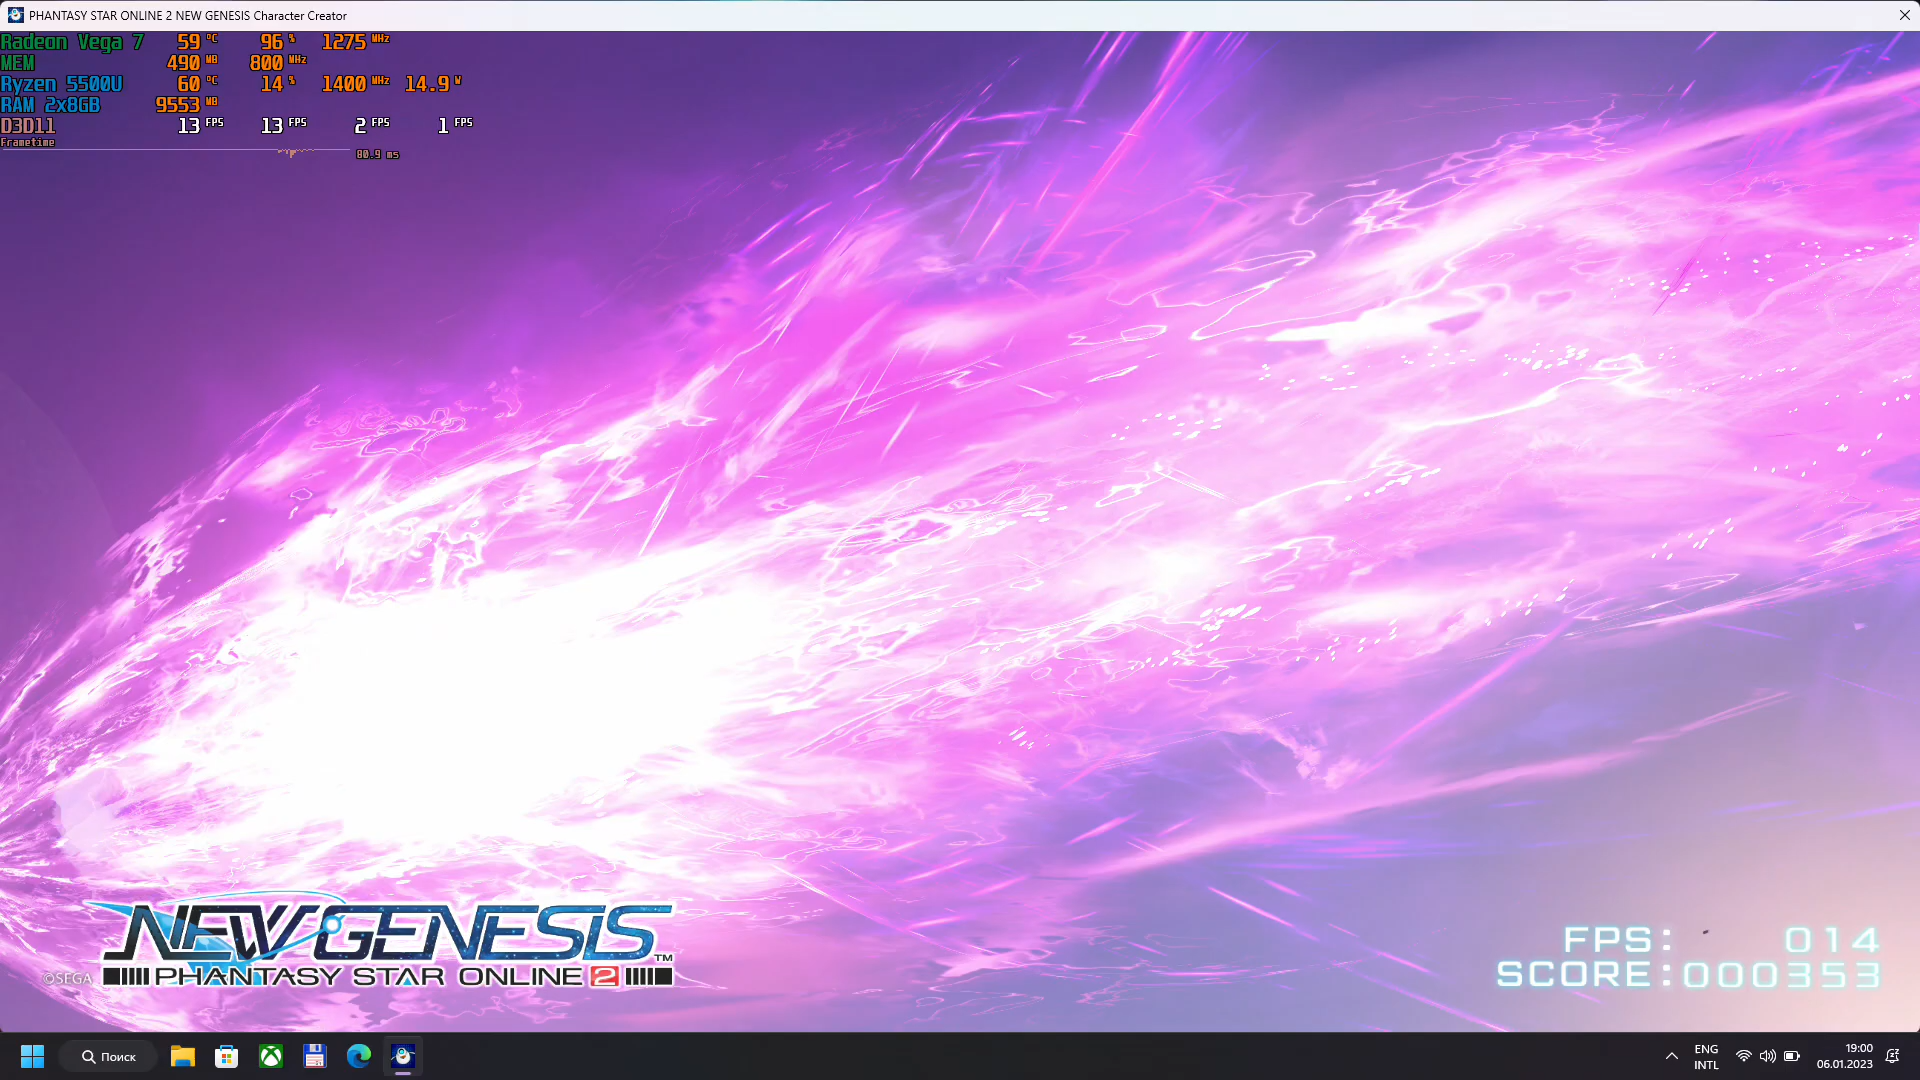 PHANTASY STAR ONLINE 2 NEW GENESIS Character Creator
Radeon Vega 7 59 °C 96 % 1275 MHz
MEM 490 MB 800 MHz
Ryzen 5500U 60 °C 14 % 1400 MHz 14.9 W
RAM 2x8GB 9553 MB
D3D11 13 FPS 13 FPS 2 FPS 1 FPS
Frametime
80.9 ms
NEW GENESIS
©SEGA PHANTASY STAR ONLINE 2 TM
FPS: 014
SCORE:000353
Поиск
ENG
INTL
19:00
06.01.2023